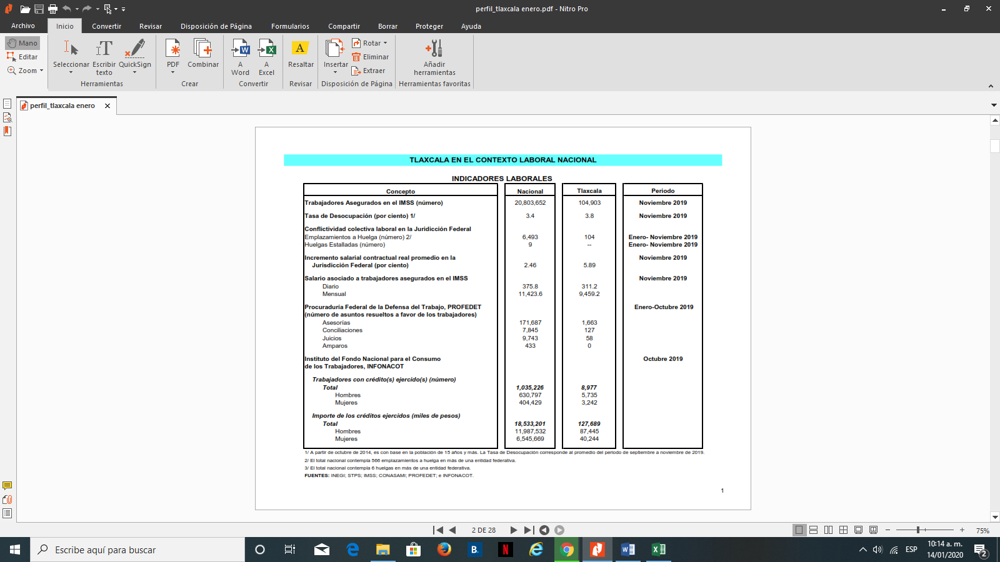 perfil_tlaxcala enero.pdf - Nitro Pro
Archivo Inicio Convertir Revisar Disposición de Página Formularios Compartir Borrar Proteger Ayuda
Mano
Editar
Zoom
Seleccionar
Escribir texto
QuickSign
Herramientas
PDF
Combinar
Crear
A Word
A Excel
Convertir
Resaltar
Revisar
Insertar
Rotar
Eliminar
Extraer
Disposición de Página
Añadir herramientas
Herramientas favoritas
perfil_tlaxcala enero
TLAXCALA EN EL CONTEXTO LABORAL NACIONAL
INDICADORES LABORALES
Concepto Nacional Tlaxcala Periodo
Trabajadores Asegurados en el IMSS (número) 20,803,652 104,903 Noviembre 2019
Tasa de Desocupación (por ciento) 1/ 3.4 3.8 Noviembre 2019
Conflictividad colectiva laboral en la Juridicción Federal
Emplazamientos a Huelga (número) 2/ 6,493 104 Enero- Noviembre 2019
Huelgas Estalladas (número) 9 -- Enero- Noviembre 2019
Incremento salarial contractual real promedio en la Noviembre 2019
Jurisdicción Federal (por ciento) 2.46 5.89
Salario asociado a trabajadores asegurados en el IMSS Noviembre 2019
Diario 375.8 311.2
Mensual 11,423.6 9,459.2
Procuraduría Federal de la Defensa del Trabajo, PROFEDET Enero-Octubre 2019
(número de asuntos resueltos a favor de los trabajadores)
Asesorías 171,687 1,663
Conciliaciones 7,845 127
Juicios 9,743 58
Amparos 433 0
Instituto del Fondo Nacional para el Consumo Octubre 2019
de los Trabajadores, INFONACOT
Trabajadores con crédito(s) ejercido(s) (número)
Total 1,035,226 8,977
Hombres 630,797 5,735
Mujeres 404,429 3,242
Importe de los créditos ejercidos (miles de pesos)
Total 18,533,201 127,689
Hombres 11,987,532 87,445
Mujeres 6,545,669 40,244
1/ A partir de octubre de 2014, es con base en la población de 15 años y más. La Tasa de Desocupación corresponde al promedio del periodo de septiembre a noviembre de 2019.
2/ El total nacional contempla 566 emplazamientos a huelga en más de una entidad federativa.
3/ El total nacional contempla 6 huelgas en más de una entidad federativa.
FUENTES: INEGI; STPS; IMSS; CONASAMI; PROFEDET; e INFONACOT.
1
2 DE 28
75%
Escribe aquí para buscar
ESP
10:14 a. m.
14/01/2020
2